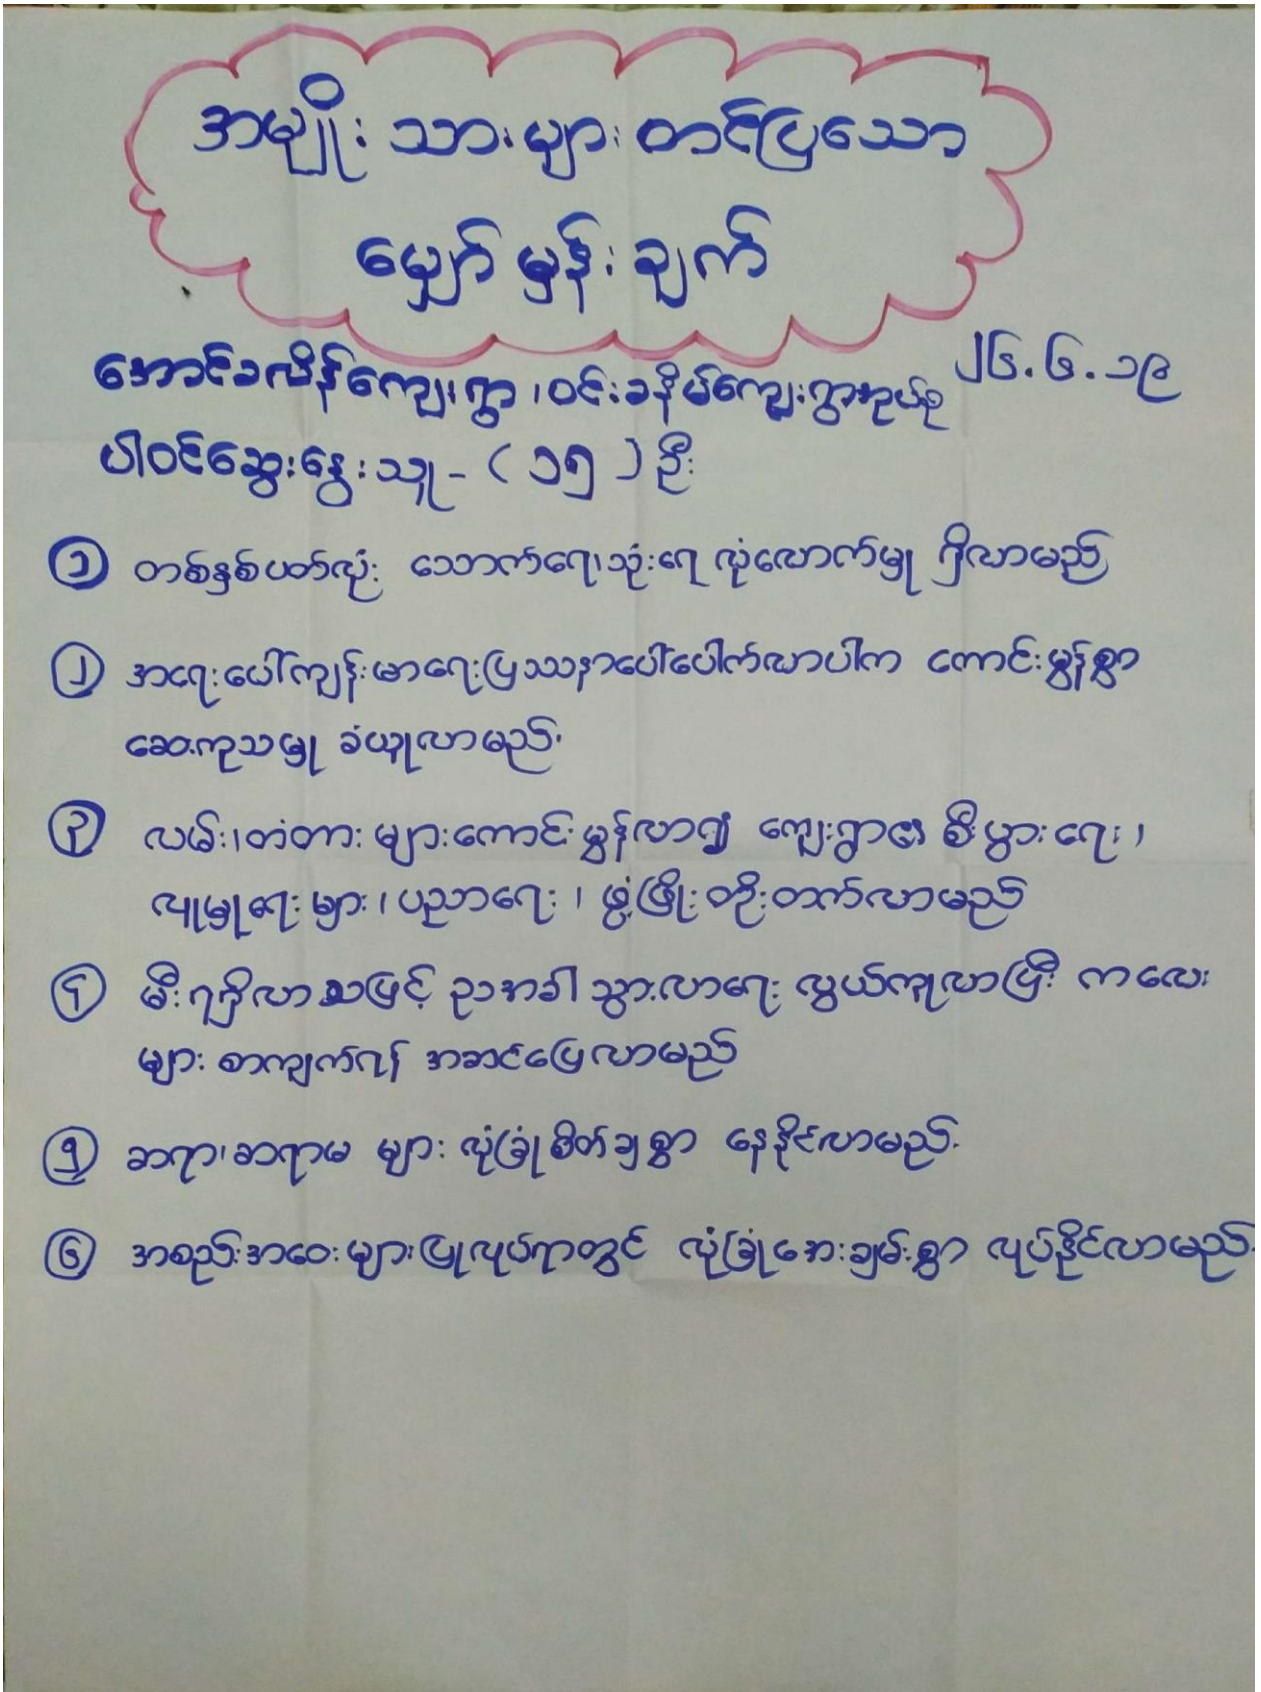 အမျိုးသားများတင်ပြသော
မျှော်မှန်းချက်
အောင်ခလိန်ကျေးရွာ၊ ဝင်းခနိမ်ကျေးရွာအုပ်စု ၂၆.၆.၁၉
ပါဝင်ဆွေးနွေးသူ - ( ၁၅ ) ဦး
၁ တစ်နှစ်ပတ်လုံး သောက်ရေ၊သုံးရေ လုံလောက်မှု ရှိလာမည်
၂ အရေးပေါ်ကျန်းမာရေးပြဿနာပေါ်ပေါက်လာပါက ကောင်းမွန်စွာ
ဆေးကုသမှု ခံယူလာမည်.
၃ လမ်း၊တံတား များကောင်းမွန်လာ၍ ကျေးရွာ၏ စီးပွားရေး၊
လူမှုရေးများ၊ ပညာရေး၊ ဖွံ့ဖြိုးတိုးတက်လာမည်
၄ မီးရရှိလာသဖြင့် ညအခါ သွားလာရေး လွယ်ကူလာပြီး ကလေး
များ စာကျက်ရန် အဆင်ပြေလာမည်
၅ ဆရာ၊ဆရာမ များ လုံခြုံစိတ်ချစွာ နေနိုင်လာမည်.
၆ အစည်းအဝေးများပြုလုပ်ရာတွင် လုံခြုံအေးချမ်းစွာ လုပ်နိုင်လာမည်.